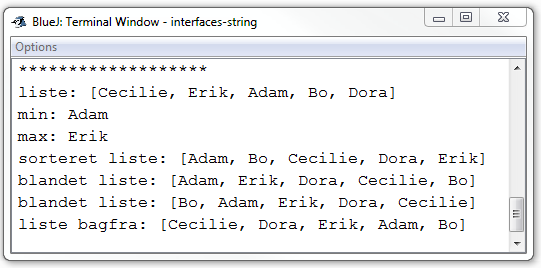 BlueJ: Terminal Window - interfaces-string
Options
*******************
liste: [Cecilie, Erik, Adam, Bo, Dora]
min: Adam
max: Erik
sorteret liste: [Adam, Bo, Cecilie, Dora, Erik]
blandet liste: [Adam, Erik, Dora, Cecilie, Bo]
blandet liste: [Bo, Adam, Erik, Dora, Cecilie]
liste bagfra: [Cecilie, Dora, Erik, Adam, Bo]